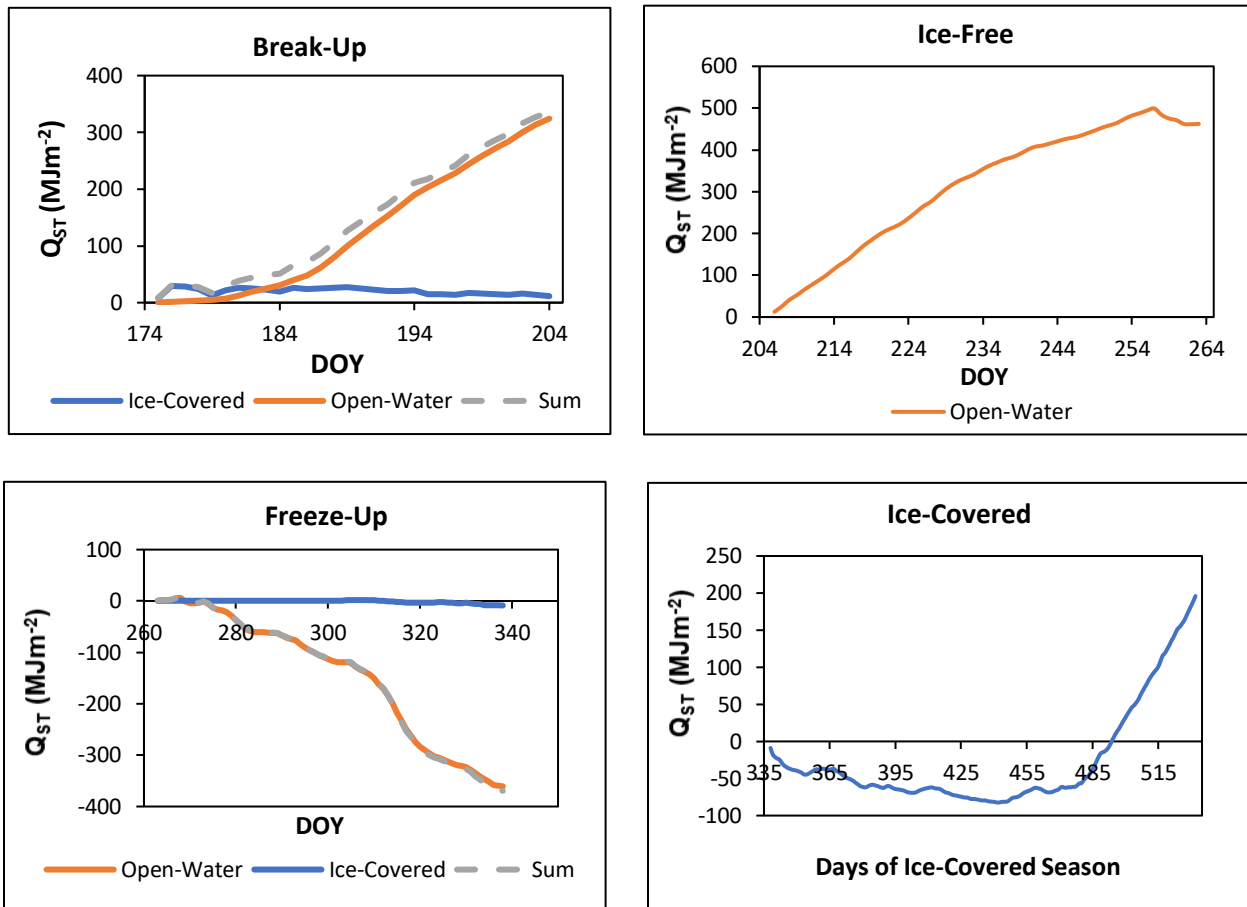 Break-Up
400
300
200
100
0
174 184 194 204
Q_ST (MJm⁻²)
DOY
Ice-Covered Open-Water Sum
Ice-Free
600
500
400
300
200
100
0
204 214 224 234 244 254 264
Q_ST (MJm⁻²)
DOY
Open-Water
Freeze-Up
100
0
-100
-200
-300
-400
260 280 300 320 340
Q_ST (MJm⁻²)
DOY
Open-Water Ice-Covered Sum
Ice-Covered
250
200
150
100
50
0
-50
-100
335 365 395 425 455 485 515
Q_ST (MJm⁻²)
Days of Ice-Covered Season